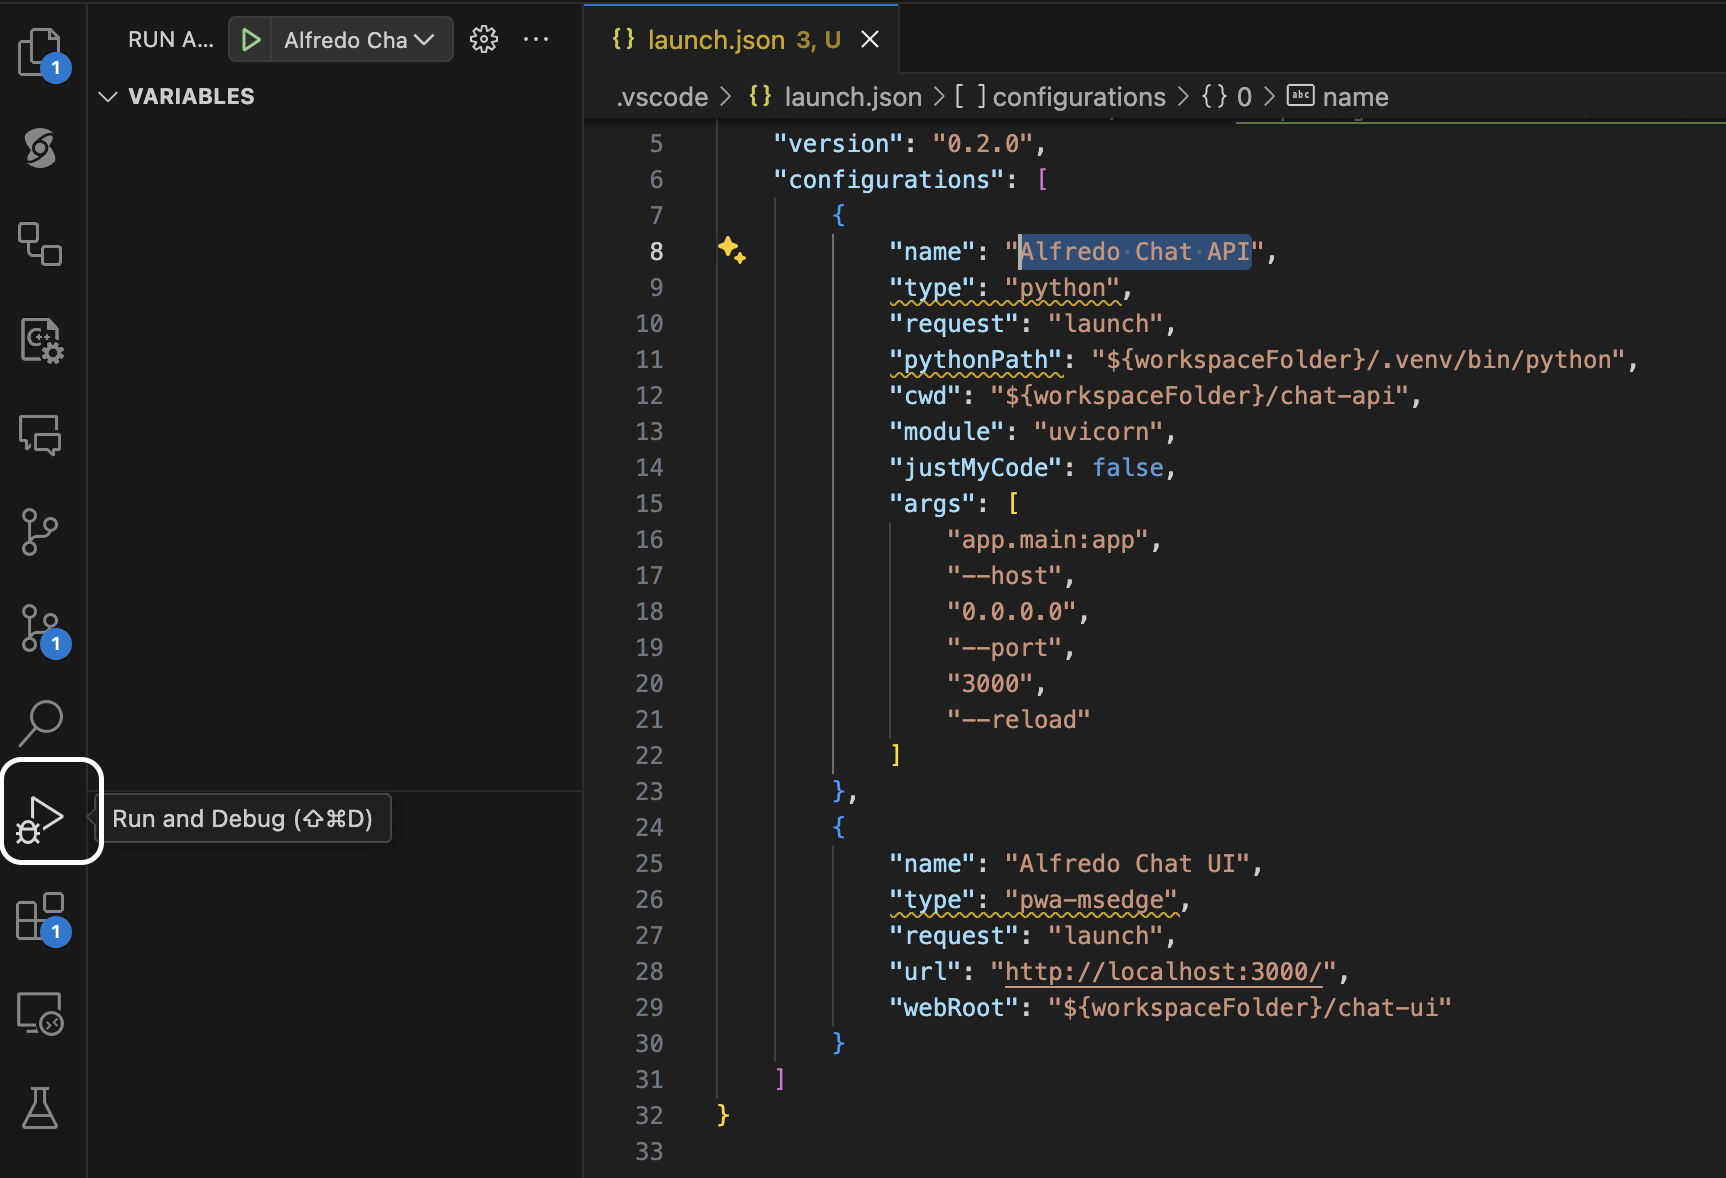 RUN A... Alfredo Cha
VARIABLES
1
1
Run and Debug (⇧⌘D)
1
launch.json 3, U
.vscode > {} launch.json > [ ] configurations > {} 0 > abc name
5 "version": "0.2.0",
6 "configurations": [
7 {
8 "name": "Alfredo Chat API",
9 "type": "python",
10 "request": "launch",
11 "pythonPath": "${workspaceFolder}/.venv/bin/python",
12 "cwd": "${workspaceFolder}/chat-api",
13 "module": "uvicorn",
14 "justMyCode": false,
15 "args": [
16 "app.main:app",
17 "--host",
18 "0.0.0.0",
19 "--port",
20 "3000",
21 "--reload"
22 ]
23 },
24 {
25 "name": "Alfredo Chat UI",
26 "type": "pwa-msedge",
27 "request": "launch",
28 "url": "http://localhost:3000/",
29 "webRoot": "${workspaceFolder}/chat-ui"
30 }
31 ]
32 }
33